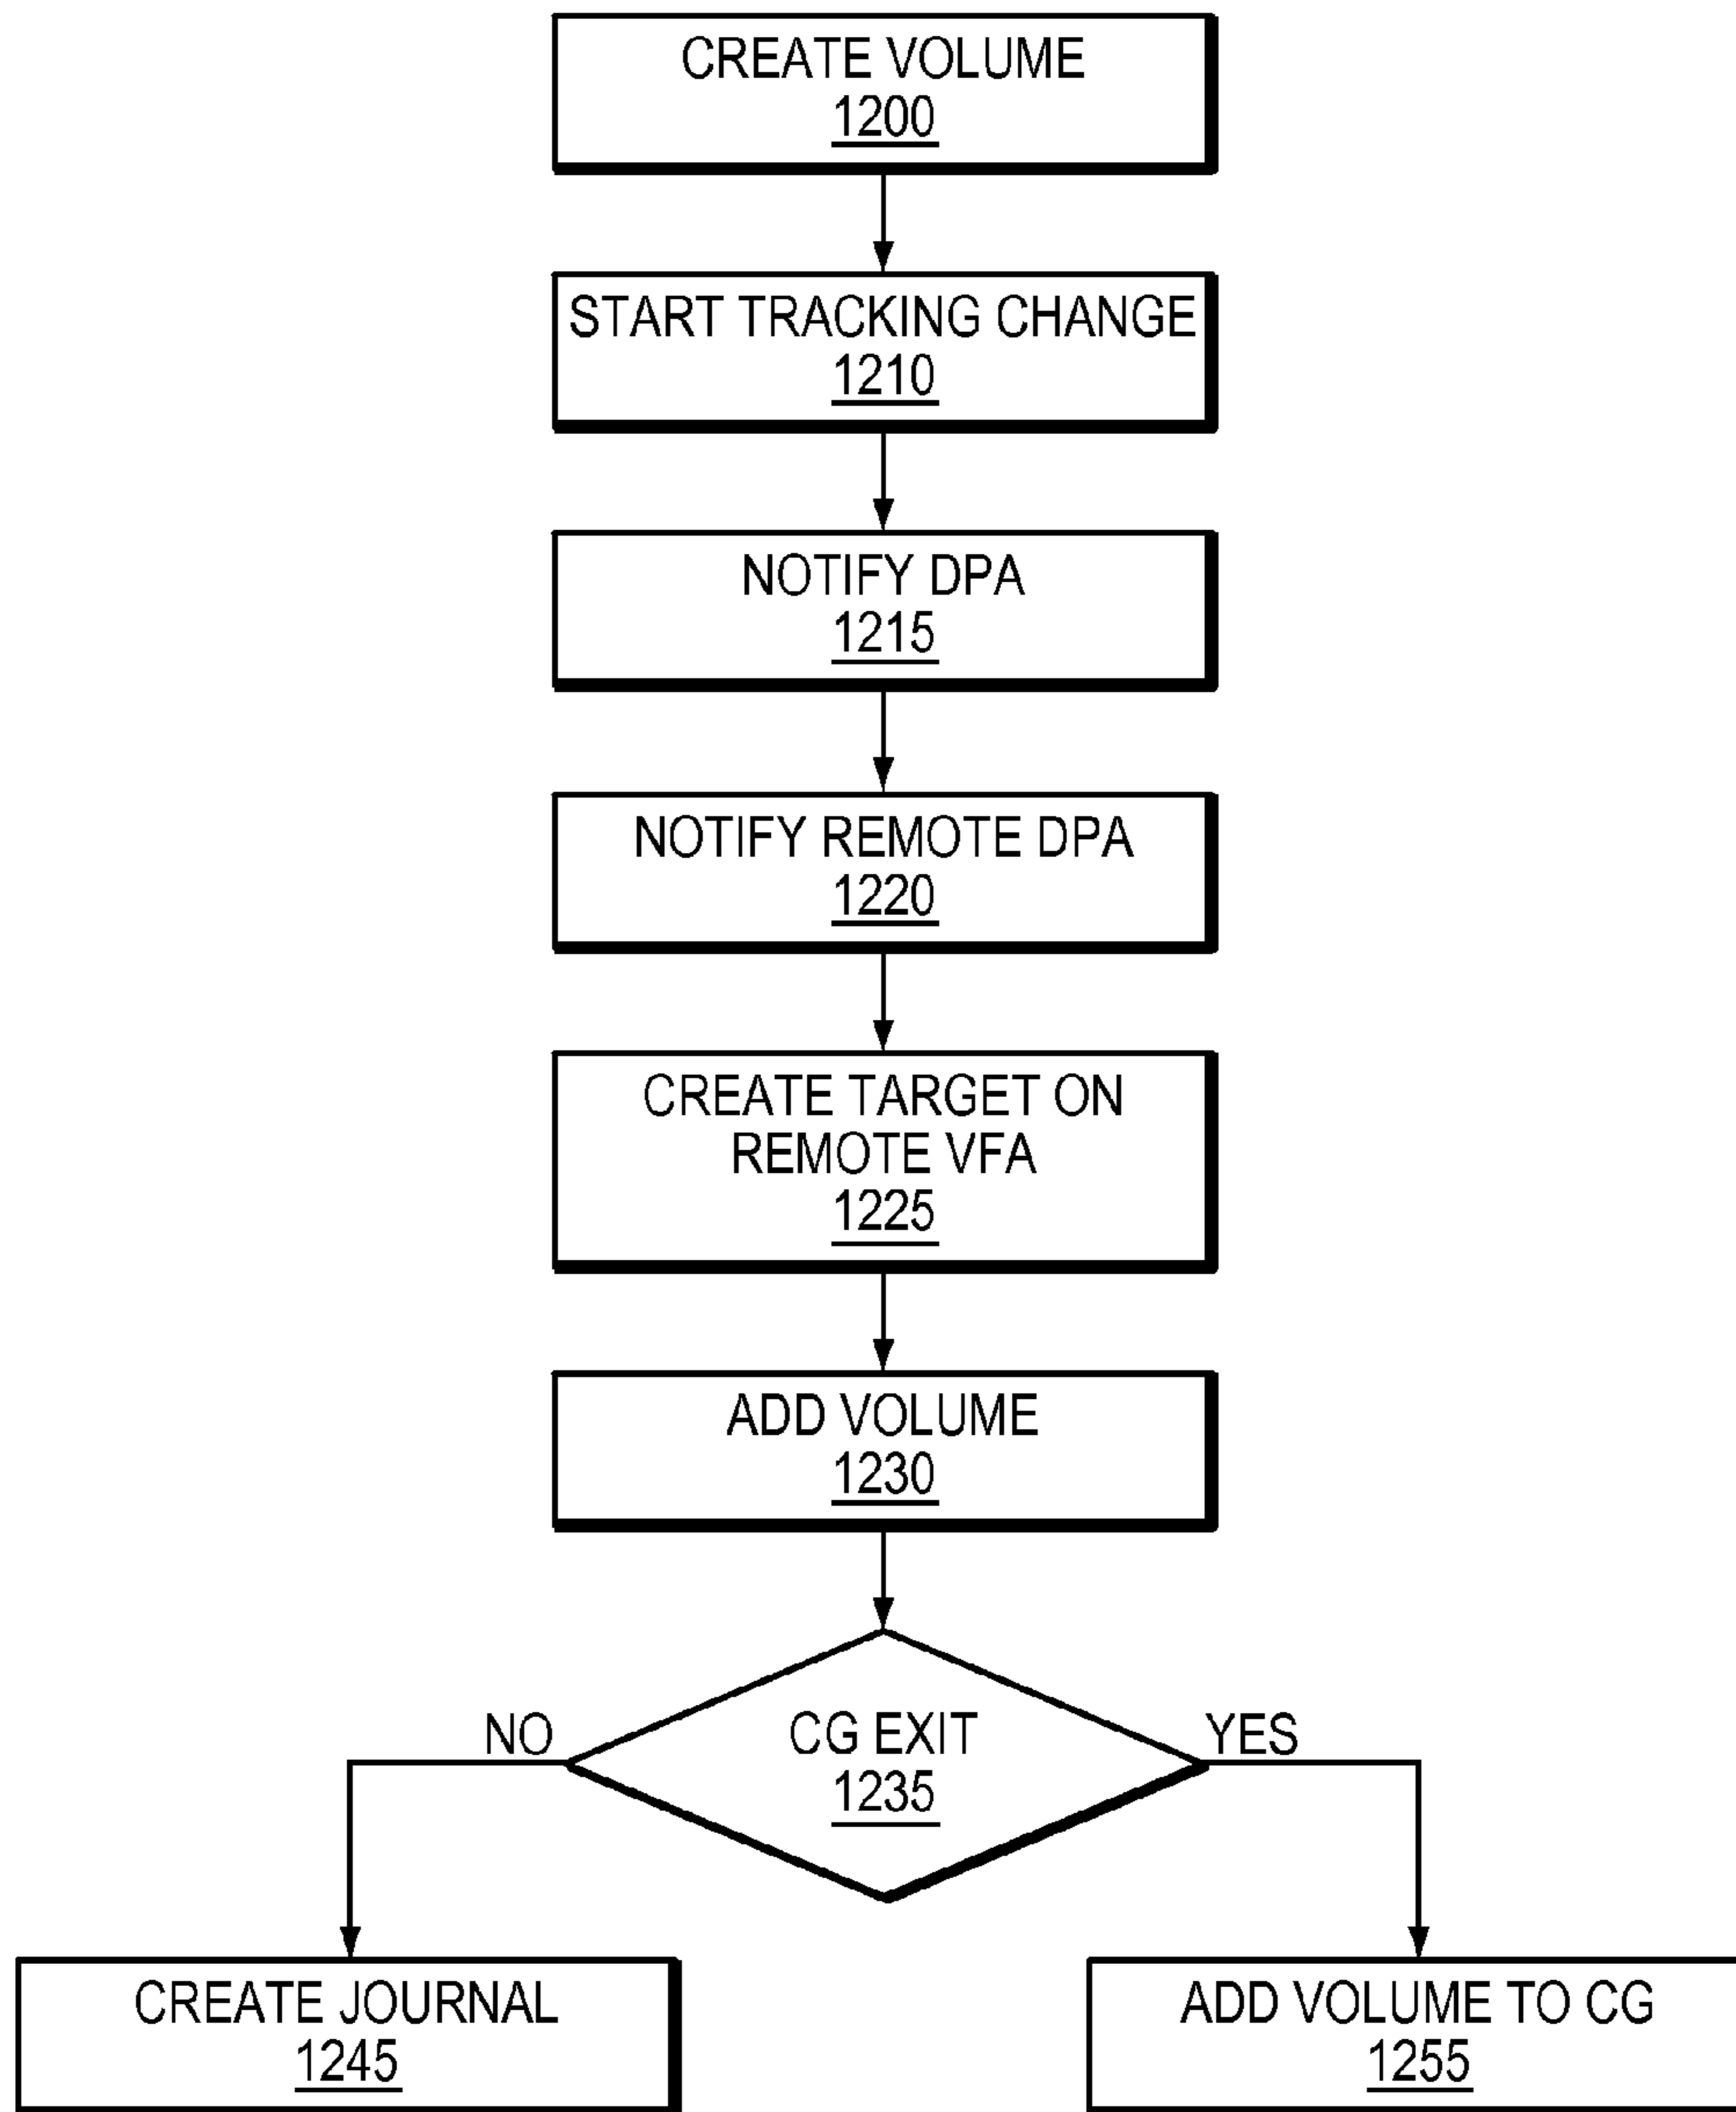 CREATE VOLUME
1200
START TRACKING CHANGE
1210
NOTIFY DPA
1215
NOTIFY REMOTE DPA
1220
CREATE TARGET ON
REMOTE VFA
1225
ADD VOLUME
1230
CG EXIT
1235
NO
YES
CREATE JOURNAL
1245
ADD VOLUME TO CG
1255